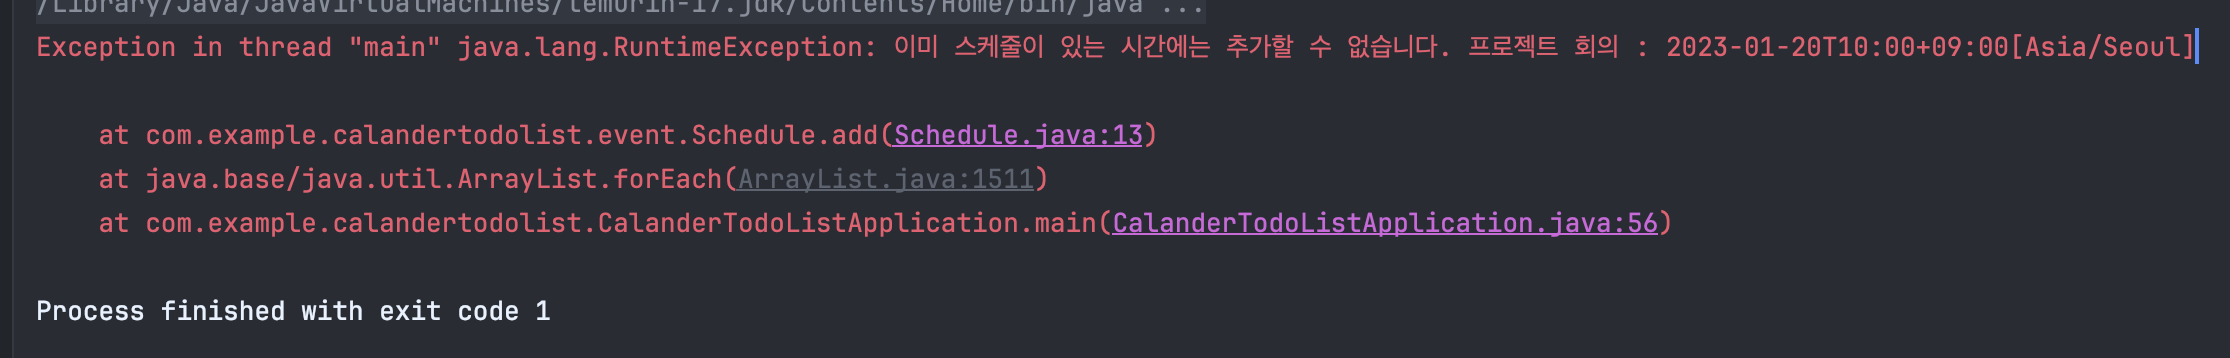 /Library/Java/JavaVirtualMachines/temurin-17.jdk/Contents/Home/bin/java ...
Exception in thread "main" java.lang.RuntimeException: 이미 스케줄이 있는 시간에는 추가할 수 없습니다. 프로젝트 회의 : 2023-01-20T10:00+09:00[Asia/Seoul]
at com.example.calandertodolist.event.Schedule.add(Schedule.java:13)
at java.base/java.util.ArrayList.forEach(ArrayList.java:1511)
at com.example.calandertodolist.CalanderTodoListApplication.main(CalanderTodoListApplication.java:56)
Process finished with exit code 1